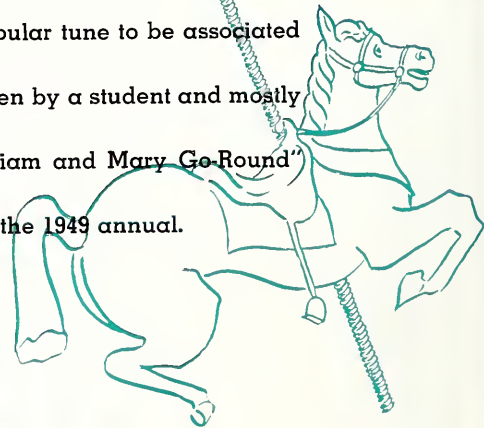 pular tune to be associated
en by a student and mostly
iam and Mary Go-Round"
the 1949 annual.